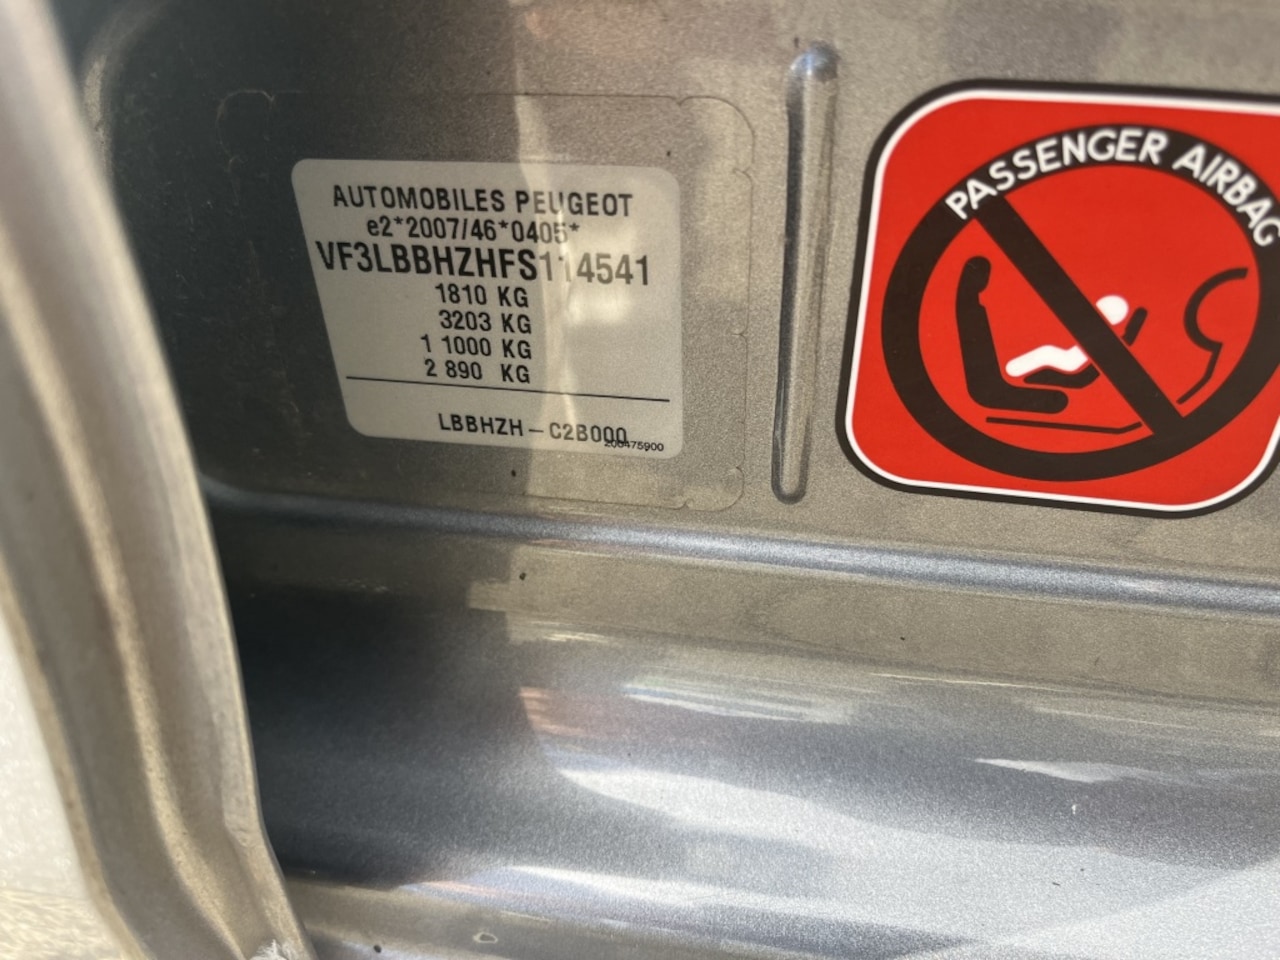 AUTOMOBILES PEUGEOT
e2*2007/46*0405*
VF3LBBHZHFS114541
1810 KG
3203 KG
1 1000 KG
2 890 KG
LBBHZH - C2B000
200475900
PASSENGER AIRBAG